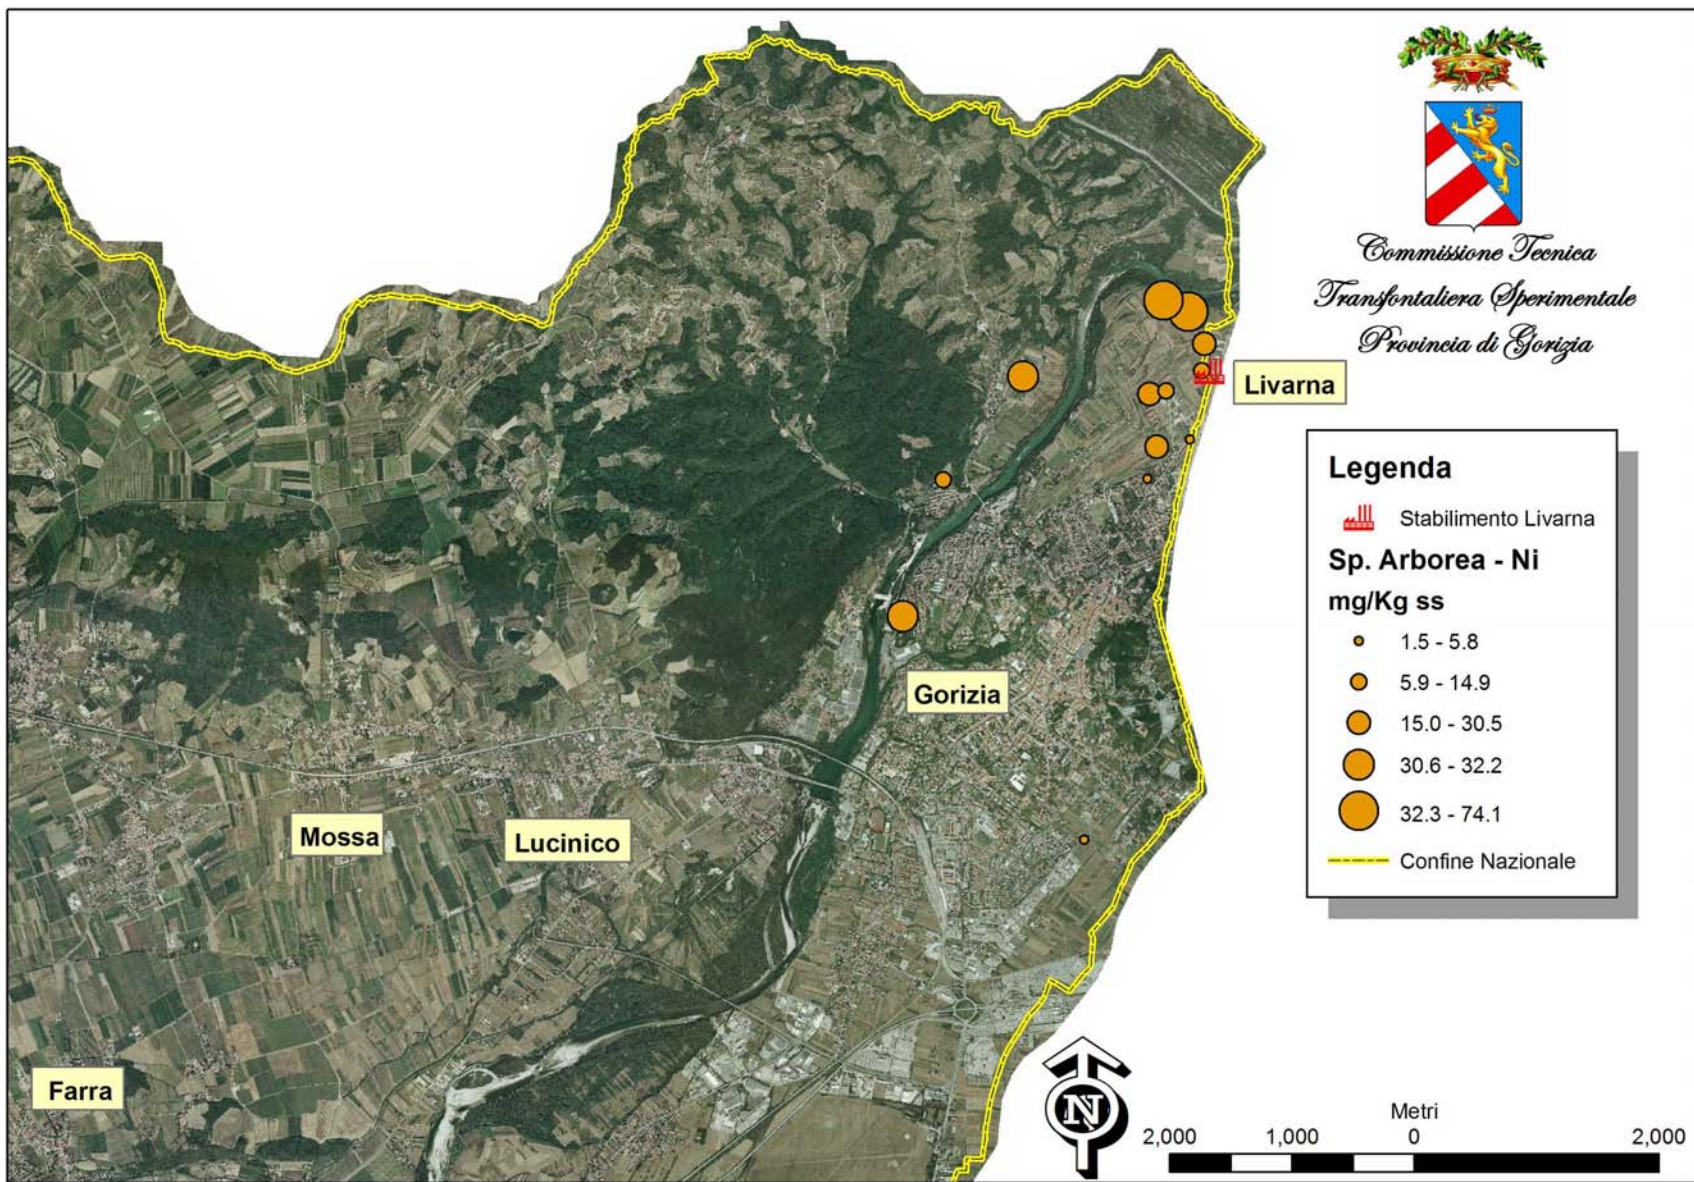 Commissione Tecnica
Transfontaliera Sperimentale
Provincia di Gorizia
Livarna
Legenda
Stabilimento Livarna
Sp. Arborea - Ni
mg/Kg ss
1.5 - 5.8
5.9 - 14.9
15.0 - 30.5
30.6 - 32.2
32.3 - 74.1
Confine Nazionale
Gorizia
Mossa
Lucinico
Farra
N
Metri
2,000 1,000 0 2,000